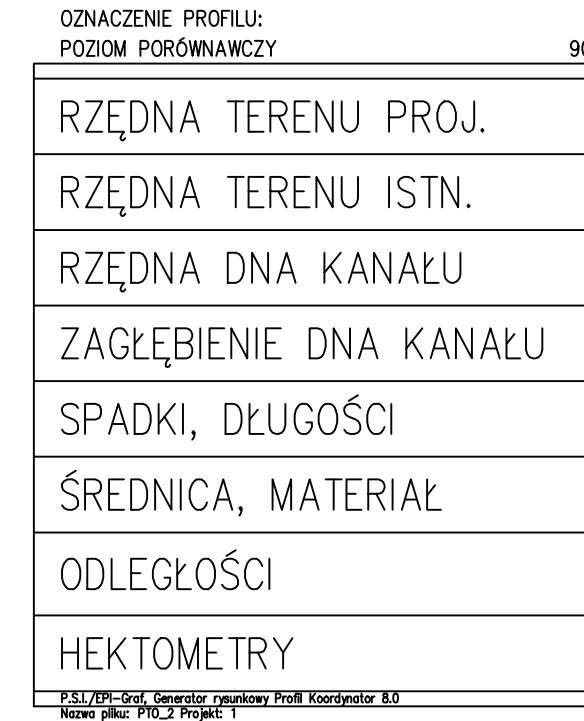 OZNACZENIE PROFILU:
POZIOM PORÓWNAWCZY
RZĘDNA TERENU PROJ.
RZĘDNA TERENU ISTN.
RZĘDNA DNA KANAŁU
ZAGŁĘBIENIE DNA KANAŁU
SPADKI, DŁUGOŚCI
ŚREDNICA, MATERIAŁ
ODLEGŁOŚCI
HEKTOMETRY
P.S.I./EPI-Graf, Generator rysunkowy Profil Koordynator 8.0
Nazwa pliku: PT0_2 Projekt: 1